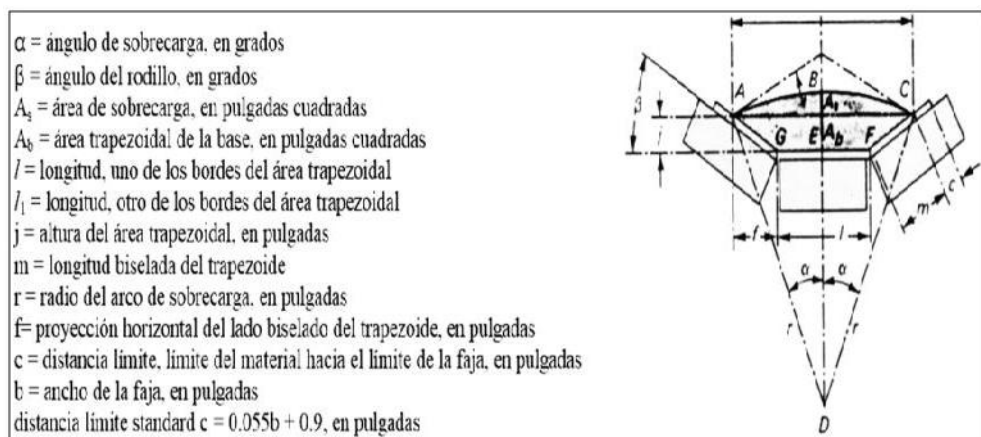 α = ángulo de sobrecarga, en grados
β = ángulo del rodillo, en grados
Aₛ = área de sobrecarga, en pulgadas cuadradas
A_b = área trapezoidal de la base, en pulgadas cuadradas
l = longitud, uno de los bordes del área trapezoidal
l₁ = longitud, otro de los bordes del área trapezoidal
j = altura del área trapezoidal, en pulgadas
m = longitud biselada del trapezoide
r = radio del arco de sobrecarga, en pulgadas
f= proyección horizontal del lado biselado del trapezoide, en pulgadas
c = distancia límite, límite del material hacia el límite de la faja, en pulgadas
b = ancho de la faja, en pulgadas
distancia límite standard c = 0.055b + 0.9, en pulgadas
A
B
C
Aₛ
β
G
E
A_b
F
c
m
f
l
α
α
r
r
D